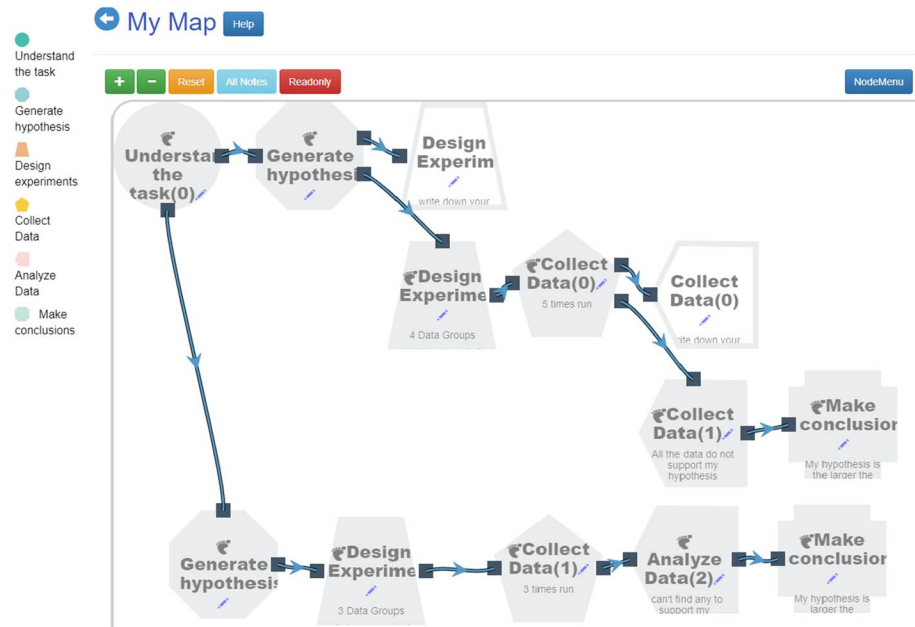 My Map Help
Understand
the task
Generate
hypothesis
Design
experiments
Collect
Data
Analyze
Data
Make
conclusions
+ - Reset All Notes Readonly NodeMenu
Understa
the
task(0)
Generate
hypothesi
Design
Experim
write down your
Design
Experime
4 Data Groups
Collect
Data(0)
5 times run
Collect
Data(0)
rite down your
Collect
Data(1)
All the data do not
support my
hypothesis
Make
conclusior
My hypothesis is
the larger the
Generate
hypothesis
Design
Experime
3 Data Groups
Collect
Data(1)
3 times run
Analyze
Data(2)
can't find any to
support my
Make
conclusior
My hypothesis is
larger the